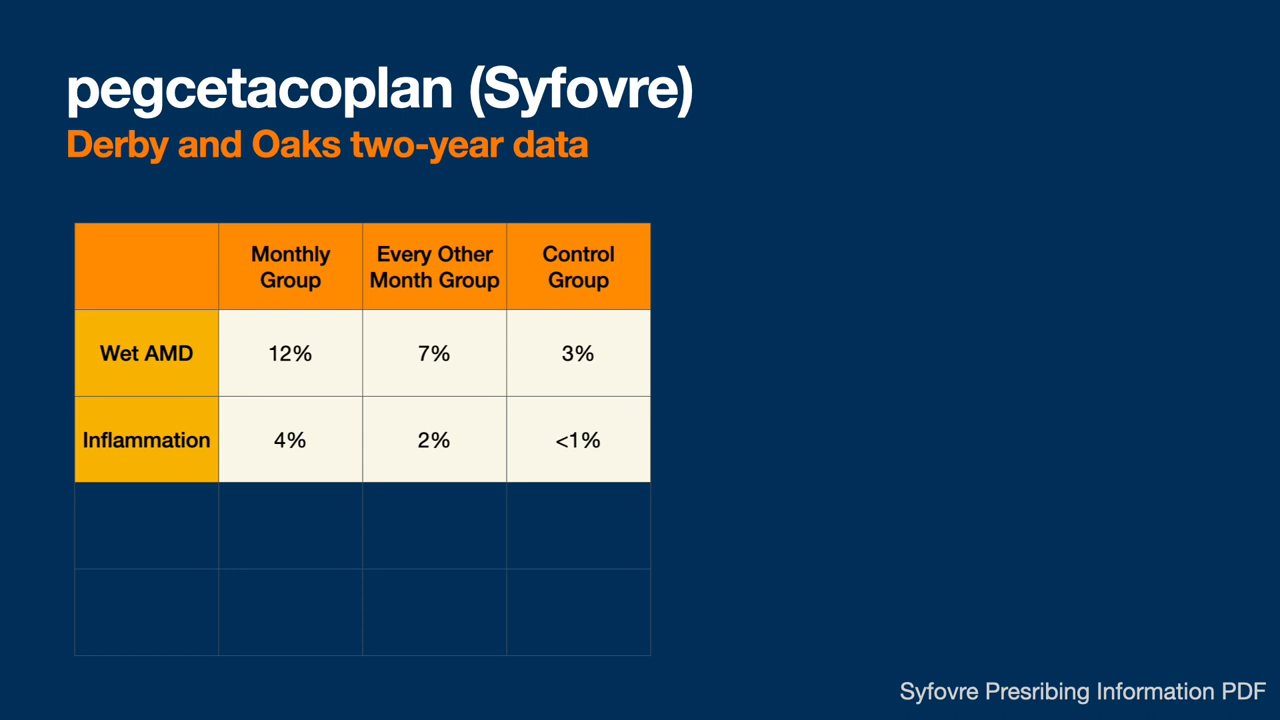 pegcetacoplan (Syfovre)
Derby and Oaks two-year data
Monthly Group
Every Other Month Group
Control Group
Wet AMD
12%
7%
3%
Inflammation
4%
2%
<1%
Syfovre Presribing Information PDF